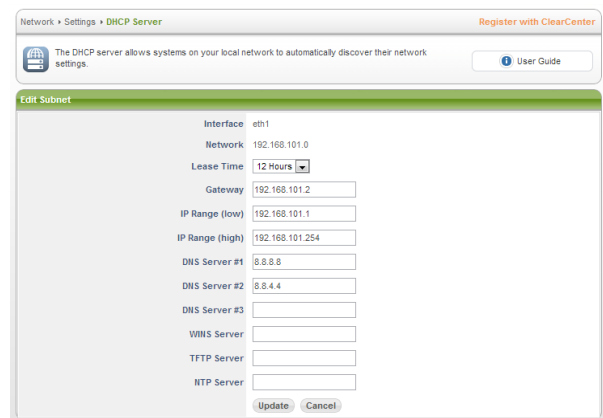 Network ▸ Settings ▸ DHCP Server Register with ClearCenter
The DHCP server allows systems on your local network to automatically discover their network
settings.
User Guide
Edit Subnet
Interface eth1
Network 192.168.101.0
Lease Time 12 Hours
Gateway 192.168.101.2
IP Range (low) 192.168.101.1
IP Range (high) 192.168.101.254
DNS Server #1 8.8.8.8
DNS Server #2 8.8.4.4
DNS Server #3
WINS Server
TFTP Server
NTP Server
Update Cancel